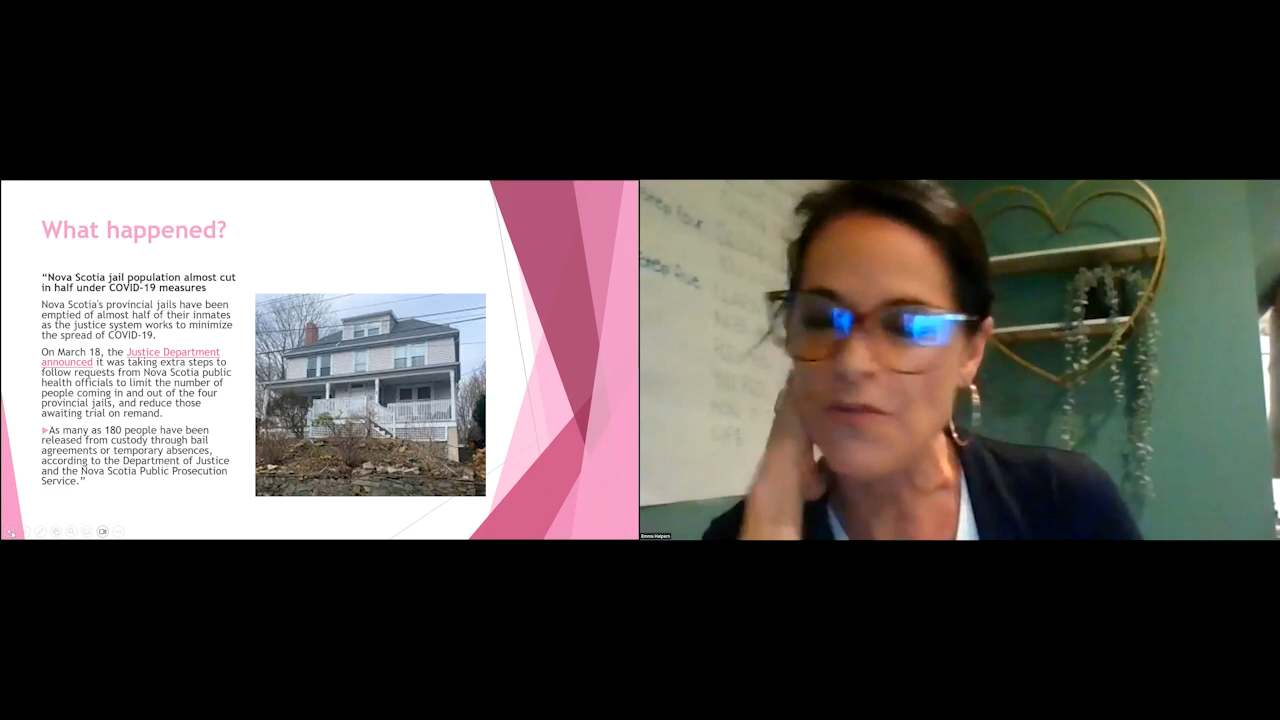 What happened?
“Nova Scotia jail population almost cut
in half under COVID-19 measures
Nova Scotia's provincial jails have been
emptied of almost half of their inmates
as the justice system works to minimize
the spread of COVID-19.
On March 18, the Justice Department
announced it was taking extra steps to
follow requests from Nova Scotia public
health officials to limit the number of
people coming in and out of the four
provincial jails, and reduce those
awaiting trial on remand.
As many as 180 people have been
released from custody through bail
agreements or temporary absences,
according to the Department of Justice
and the Nova Scotia Public Prosecution
Service.”
Emma Halpern